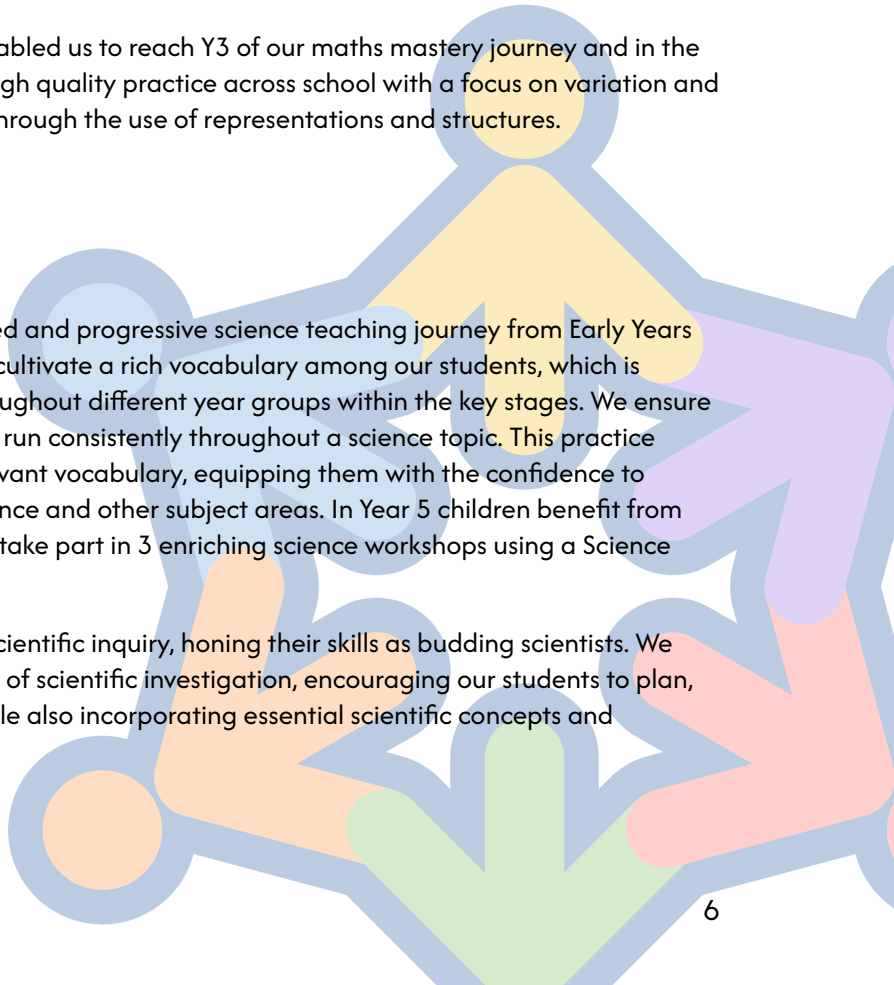 abled us to reach Y3 of our maths mastery journey and in the
gh quality practice across school with a focus on variation and
hrough the use of representations and structures.
ed and progressive science teaching journey from Early Years
cultivate a rich vocabulary among our students, which is
ughout different year groups within the key stages. We ensure
run consistently throughout a science topic. This practice
vant vocabulary, equipping them with the confidence to
nce and other subject areas. In Year 5 children benefit from
take part in 3 enriching science workshops using a Science
cientific inquiry, honing their skills as budding scientists. We
of scientific investigation, encouraging our students to plan,
le also incorporating essential scientific concepts and
6